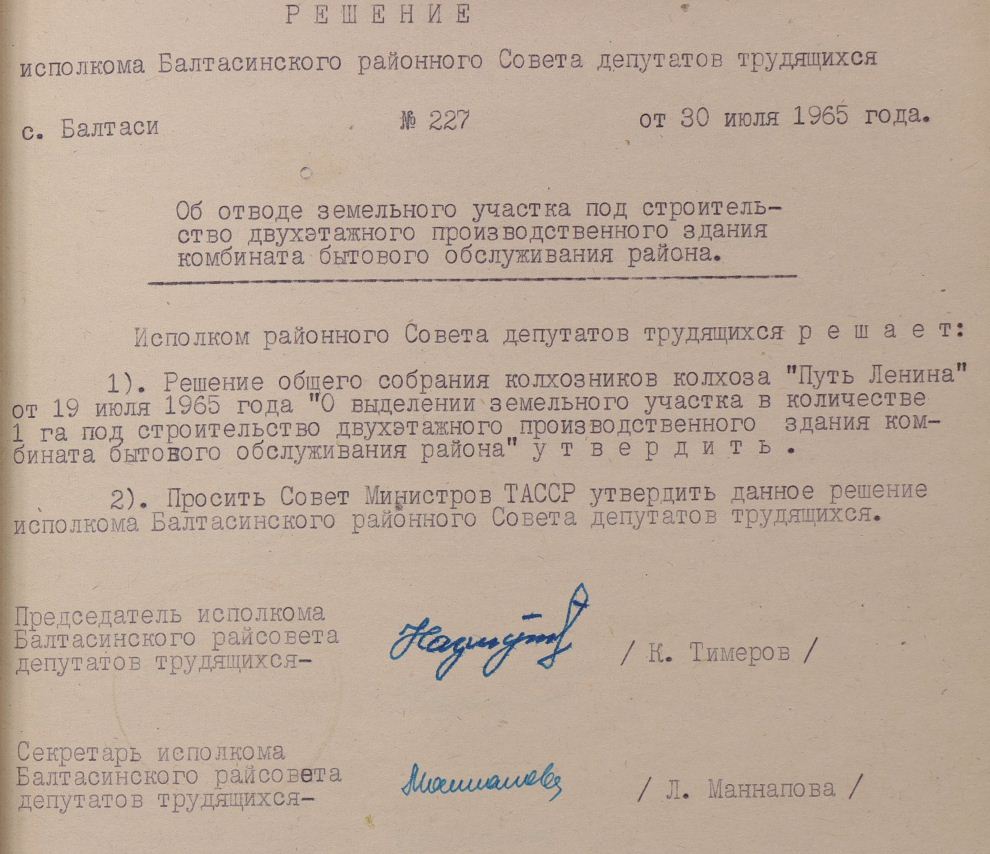 Р Е Ш Е Н И Е
исполкома Балтасинского районного Совета депутатов трудящихся
с. Балтаси № 227 от 30 июля 1965 года.
Об отводе земельного участка под строитель-
ство двухэтажного производственного здания
комбината бытового обслуживания района.
Исполком районного Совета депутатов трудящихся р е ш а е т:
1). Решение общего собрания колхозников колхоза "Путь Ленина"
от 19 июля 1965 года "О выделении земельного участка в количестве
1 га под строительство двухэтажного производственного здания ком-
бината бытового обслуживания района" у т в е р д и т ь .
2). Просить Совет Министров ТАССР утвердить данное решение
исполкома Балтасинского районного Совета депутатов трудящихся.
Председатель исполкома
Балтасинского райсовета
депутатов трудящихся- / К. Тимеров /
Секретарь исполкома
Балтасинского райсовета
депутатов трудящихся- Маннапова / Л. Маннапова /